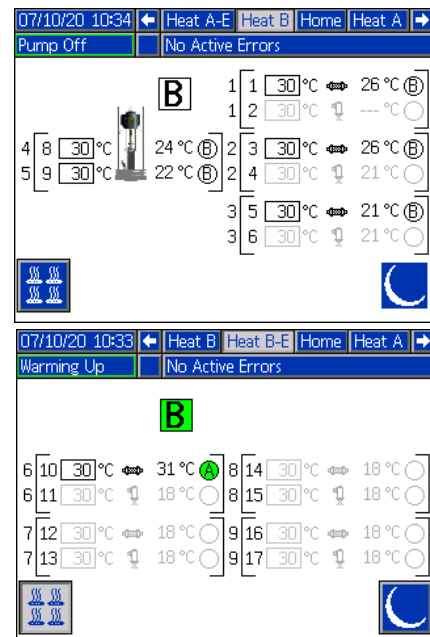 07/10/20 10:34 Heat A-E Heat B Home Heat A
Pump Off No Active Errors
B
1 1 30 °C 26 °C B
1 2 30 °C --- °C
4 8 30 °C 24 °C B 2 3 30 °C 26 °C B
5 9 30 °C 22 °C B 2 4 30 °C 21 °C
3 5 30 °C 21 °C B
3 6 30 °C 21 °C
07/10/20 10:33 Heat B Heat B-E Home Heat A
Warming Up No Active Errors
B
6 10 30 °C 31 °C A 8 14 30 °C 18 °C
6 11 30 °C 18 °C 8 15 30 °C 18 °C
7 12 30 °C 18 °C 9 16 30 °C 18 °C
7 13 30 °C 18 °C 9 17 30 °C 18 °C